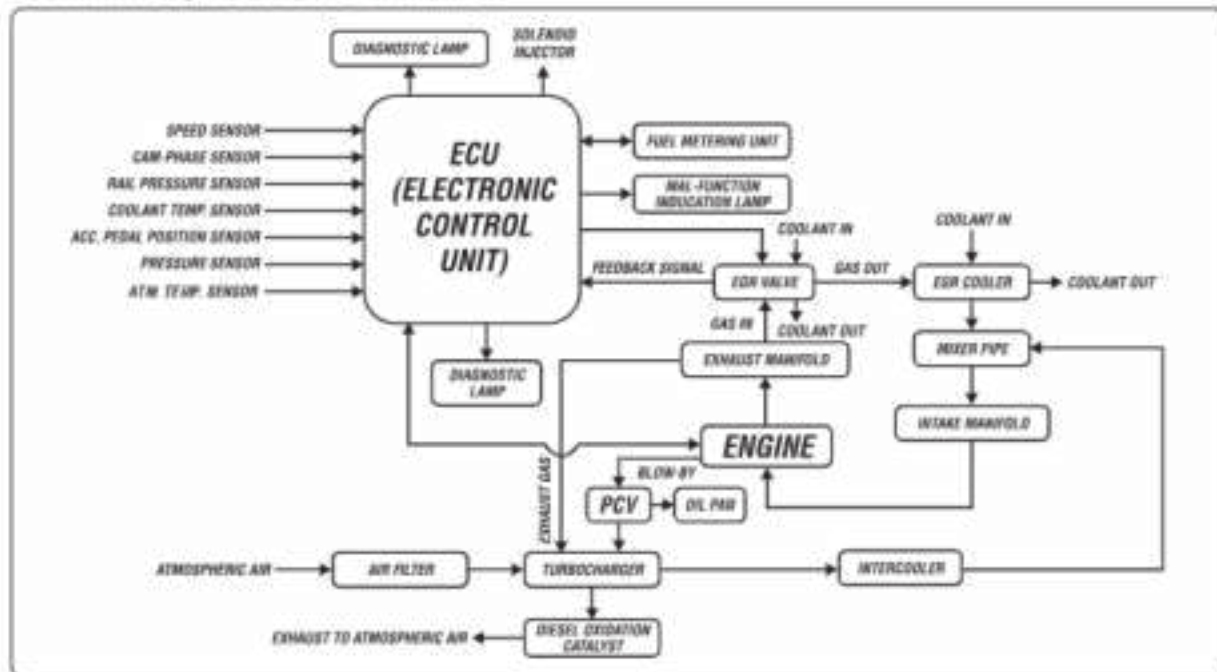 DIAGNOSTIC LAMP
SOLENOID
INJECTOR
SPEED SENSOR
CAM-PHASE SENSOR
RAIL PRESSURE SENSOR
COOLANT TEMP. SENSOR
ACC. PEDAL POSITION SENSOR
PRESSURE SENSOR
ATM. TEMP. SENSOR
ECU
(ELECTRONIC
CONTROL
UNIT)
FUEL METERING UNIT
MAL-FUNCTION
INDUCATION LAMP
COOLANT IN
COOLANT IN
FEEDBACK SIGNAL
EGR VALVE
GAS OUT
EGR COOLER
COOLANT OUT
GAS IN
COOLANT OUT
EXHAUST MANIFOLD
MIXER PIPE
DIAGNOSTIC
LAMP
INTAKE MANIFOLD
ENGINE
EXHAUST GAS
BLOW-BY
PCV
OIL PAN
ATMOSPHERIC AIR
AIR FILTER
TURBOCHARGER
INTERCOOLER
EXHAUST TO ATMOSPHERIC AIR
DIESEL OXIDATION
CATALYST